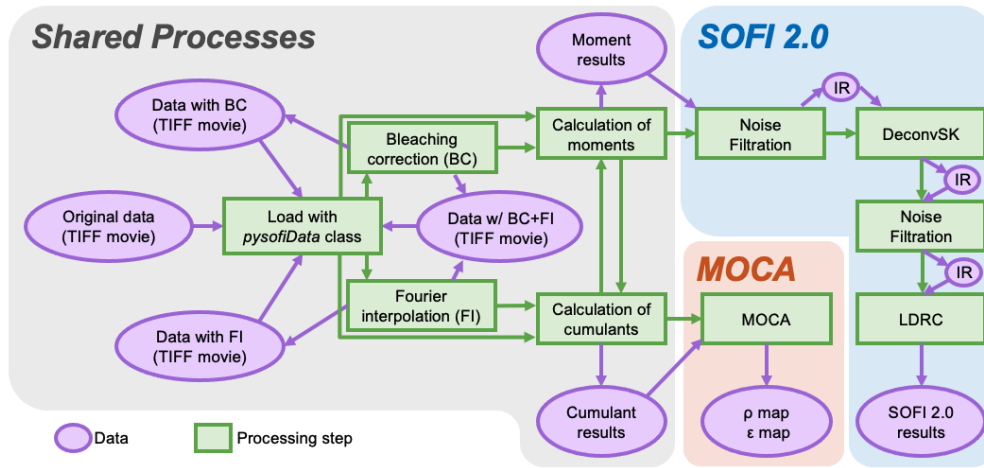 Shared Processes
SOFI 2.0
Moment
results
IR
Data with BC
(TIFF movie)
Bleaching
correction (BC)
Calculation of
moments
Noise
Filtration
DeconvSK
IR
Original data
(TIFF movie)
Load with
pysofiData class
Data w/ BC+FI
(TIFF movie)
Noise
Filtration
MOCA
IR
Fourier
interpolation (FI)
Calculation of
cumulants
MOCA
LDRC
Data with FI
(TIFF movie)
Cumulant
results
ρ map
ε map
SOFI 2.0
results
Data
Processing step